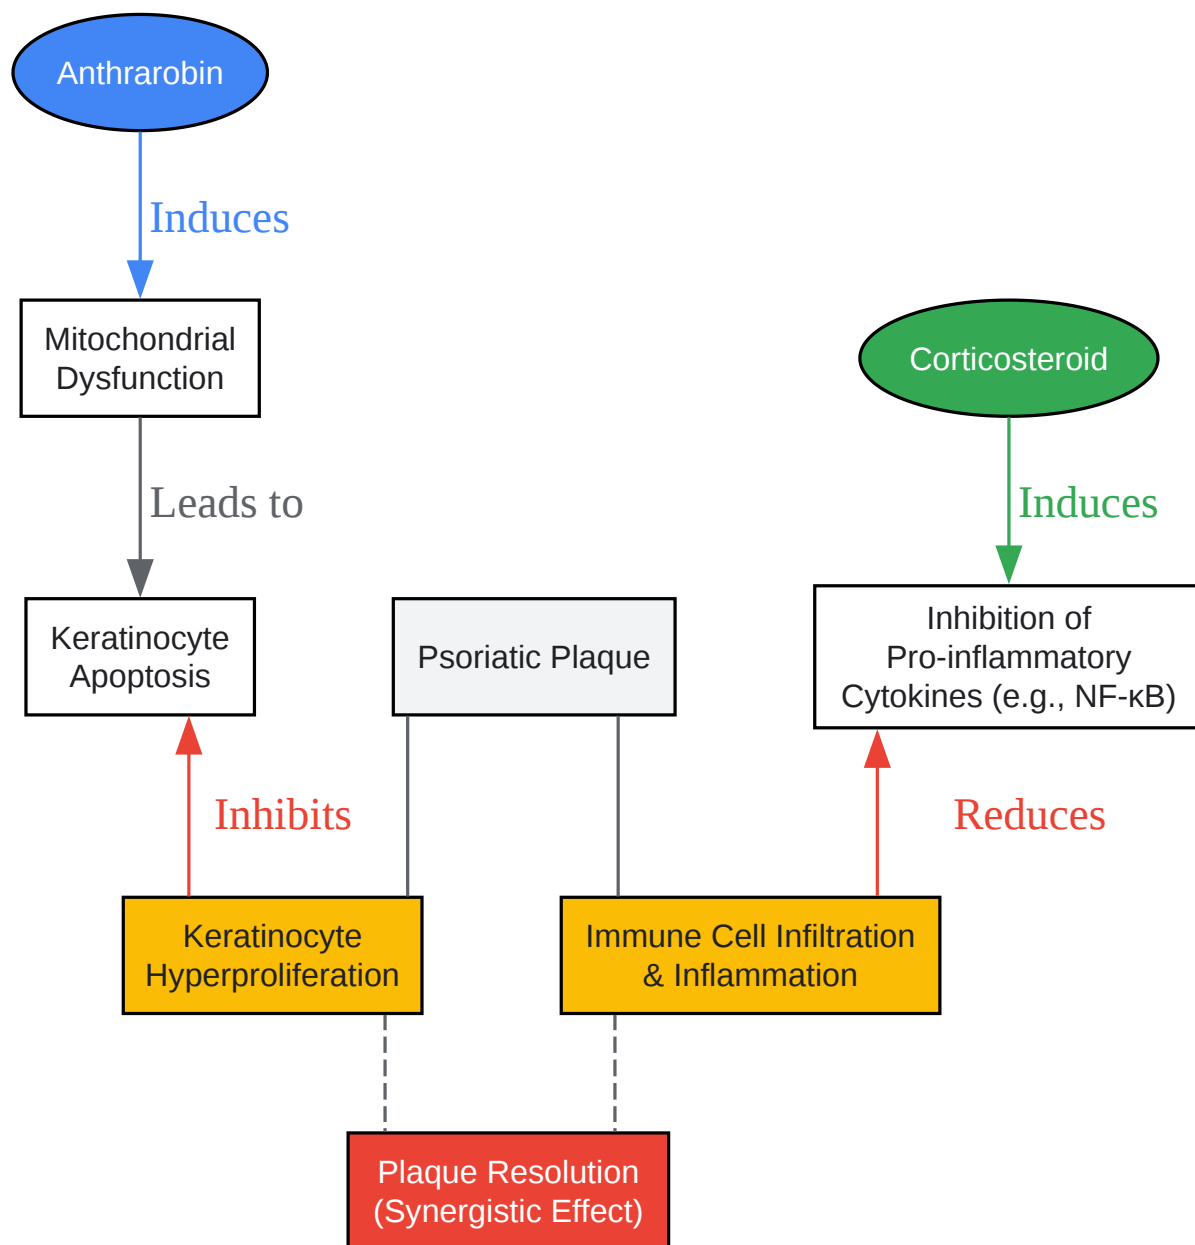 Anthrarobin
Induces
Mitochondrial
Dysfunction
Corticosteroid
Leads to
Induces
Keratinocyte
Apoptosis
Psoriatic Plaque
Inhibition of
Pro-inflammatory
Cytokines (e.g., NF-κB)
Inhibits
Reduces
Keratinocyte
Hyperproliferation
Immune Cell Infiltration
& Inflammation
Plaque Resolution
(Synergistic Effect)